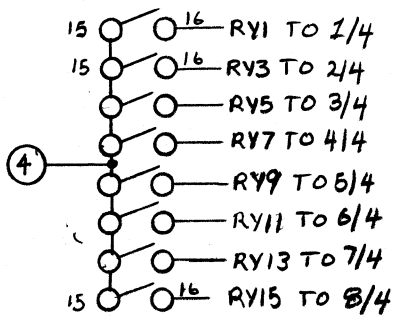 15 16 RY1 TO 1/4
15 16 RY3 TO 2/4
RY5 TO 3/4
RY7 TO 4/4
4
RY9 TO 5/4
RY11 TO 6/4
RY13 TO 7/4
15 16 RY15 TO 8/4